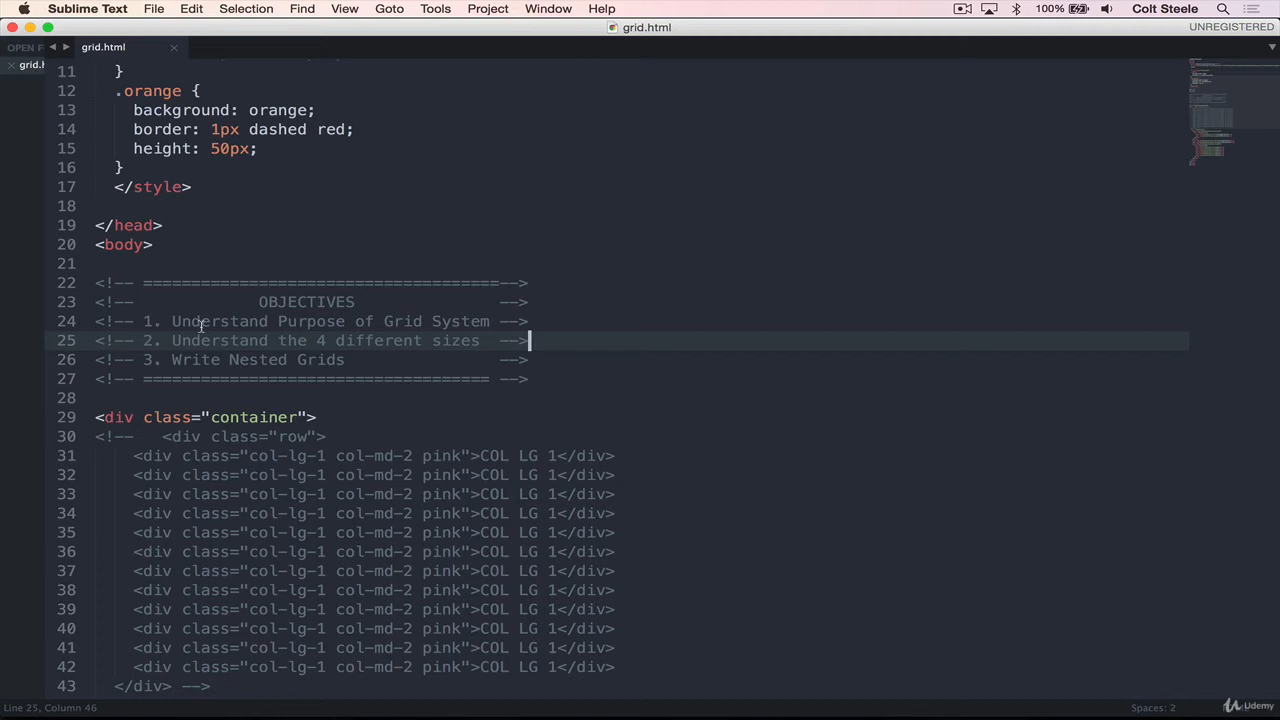 Sublime Text File Edit Selection Find View Goto Tools Project Window Help 100% Colt Steele
grid.html UNREGISTERED
OPEN F grid.html
grid.h
11 }
12 .orange {
13 background: orange;
14 border: 1px dashed red;
15 height: 50px;
16 }
17 </style>
18
19 </head>
20 <body>
21
22 <!-- =====================================-->
23 <!-- OBJECTIVES -->
24 <!-- 1. Understand Purpose of Grid System -->
25 <!-- 2. Understand the 4 different sizes -->
26 <!-- 3. Write Nested Grids -->
27 <!-- ==================================== -->
28
29 <div class="container">
30 <!-- <div class="row">
31 <div class="col-lg-1 col-md-2 pink">COL LG 1</div>
32 <div class="col-lg-1 col-md-2 pink">COL LG 1</div>
33 <div class="col-lg-1 col-md-2 pink">COL LG 1</div>
34 <div class="col-lg-1 col-md-2 pink">COL LG 1</div>
35 <div class="col-lg-1 col-md-2 pink">COL LG 1</div>
36 <div class="col-lg-1 col-md-2 pink">COL LG 1</div>
37 <div class="col-lg-1 col-md-2 pink">COL LG 1</div>
38 <div class="col-lg-1 col-md-2 pink">COL LG 1</div>
39 <div class="col-lg-1 col-md-2 pink">COL LG 1</div>
40 <div class="col-lg-1 col-md-2 pink">COL LG 1</div>
41 <div class="col-lg-1 col-md-2 pink">COL LG 1</div>
42 <div class="col-lg-1 col-md-2 pink">COL LG 1</div>
43 </div> -->
Line 25, Column 46 Spaces: 2 Udemy